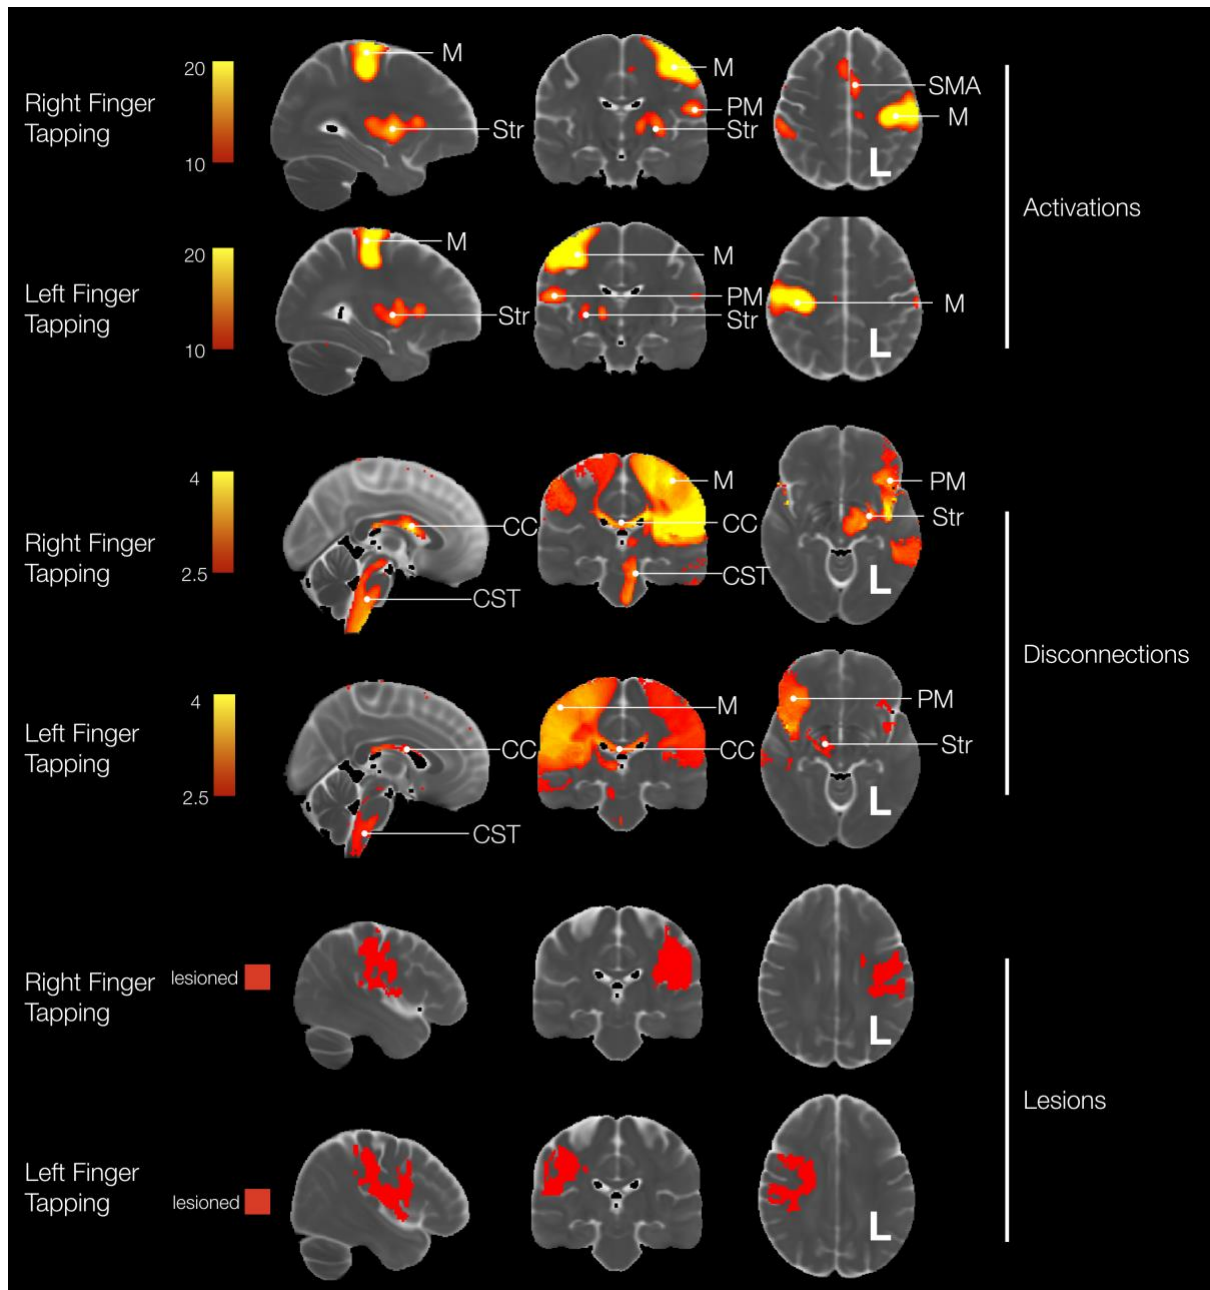 20
M
M
SMA
Right Finger
Tapping
PM
M
Str
Str
10
L
Activations
20
M
M
Left Finger
Tapping
PM
M
Str
Str
10
L
4
M
PM
Str
Right Finger
Tapping
CC
CC
2.5
CST
L
CST
Disconnections
4
M
PM
Left Finger
Tapping
CC
CC
Str
2.5
L
CST
Right Finger
Tapping
lesioned
L
Lesions
Left Finger
Tapping
lesioned
L